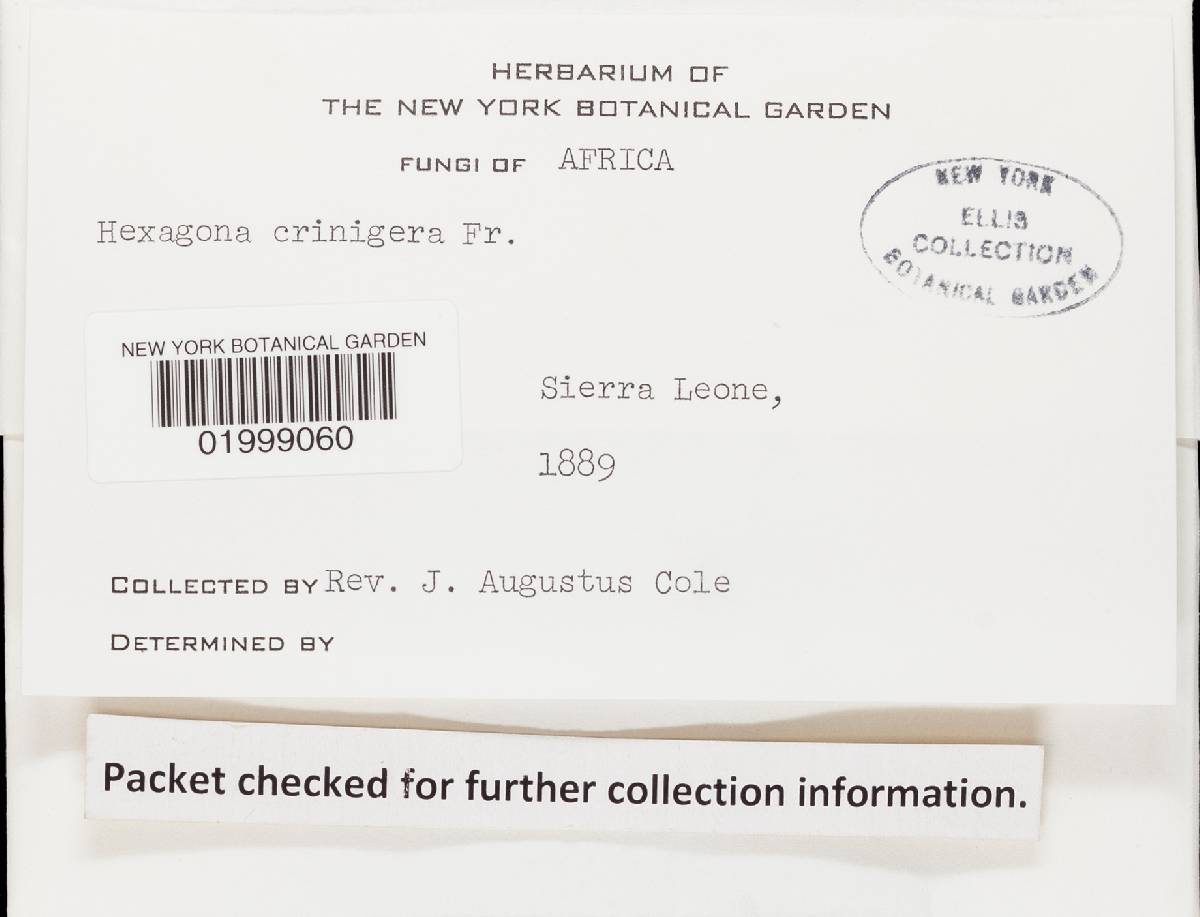 HERBARIUM OF
THE NEW YORK BOTANICAL GARDEN
FUNGI OF AFRICA
Hexagona crinigera Fr.
NEW YORK
ELLIS
COLLECTION
BOTANICAL GARDEN
NEW YORK BOTANICAL GARDEN
01999060
Sierra Leone,
1889
COLLECTED BY Rev. J. Augustus Cole
DETERMINED BY
Packet checked for further collection information.